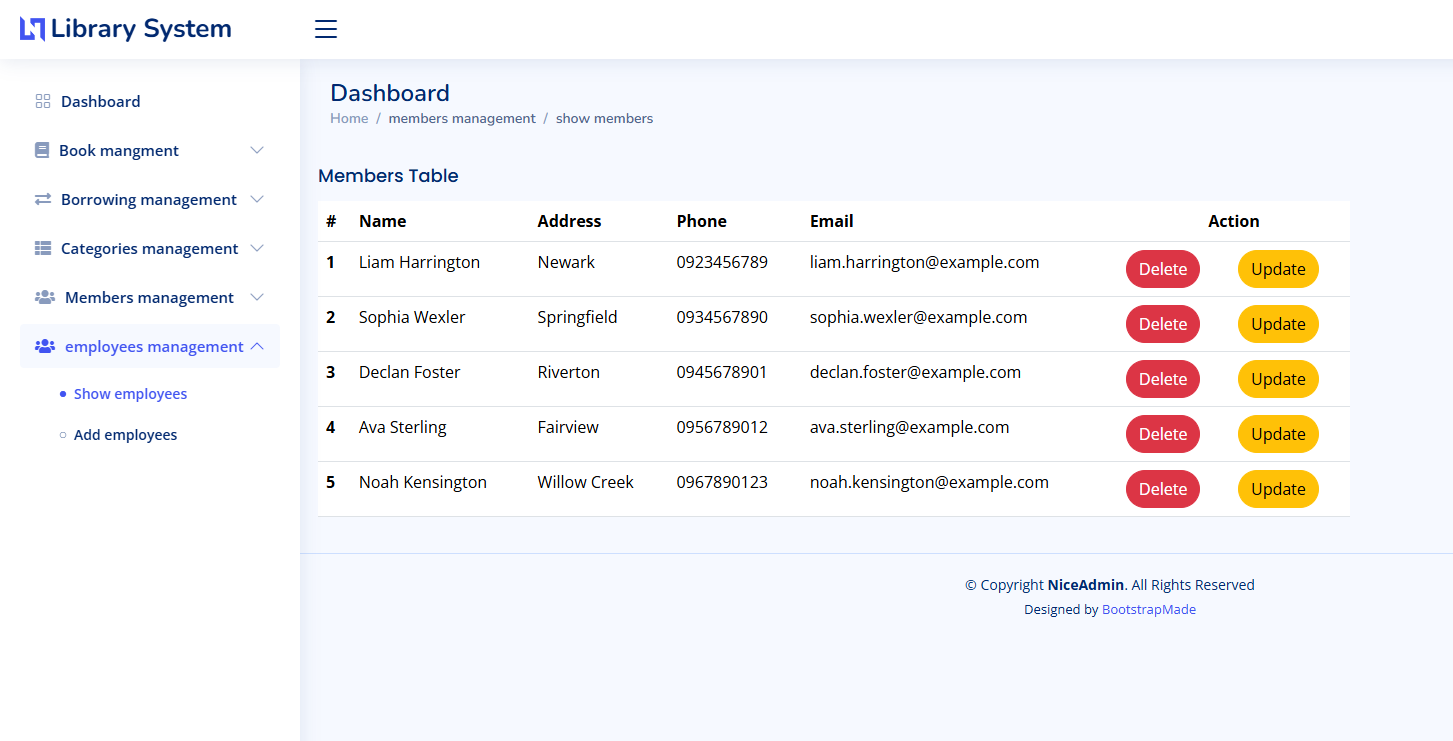 Library System
Dashboard
Book mangment
Borrowing management
Categories management
Members management
employees management
Show employees
Add employees
Dashboard
Home / members management / show members
Members Table
# Name Address Phone Email Action
1 Liam Harrington Newark 0923456789 liam.harrington@example.com Delete Update
2 Sophia Wexler Springfield 0934567890 sophia.wexler@example.com Delete Update
3 Declan Foster Riverton 0945678901 declan.foster@example.com Delete Update
4 Ava Sterling Fairview 0956789012 ava.sterling@example.com Delete Update
5 Noah Kensington Willow Creek 0967890123 noah.kensington@example.com Delete Update
© Copyright NiceAdmin. All Rights Reserved
Designed by BootstrapMade